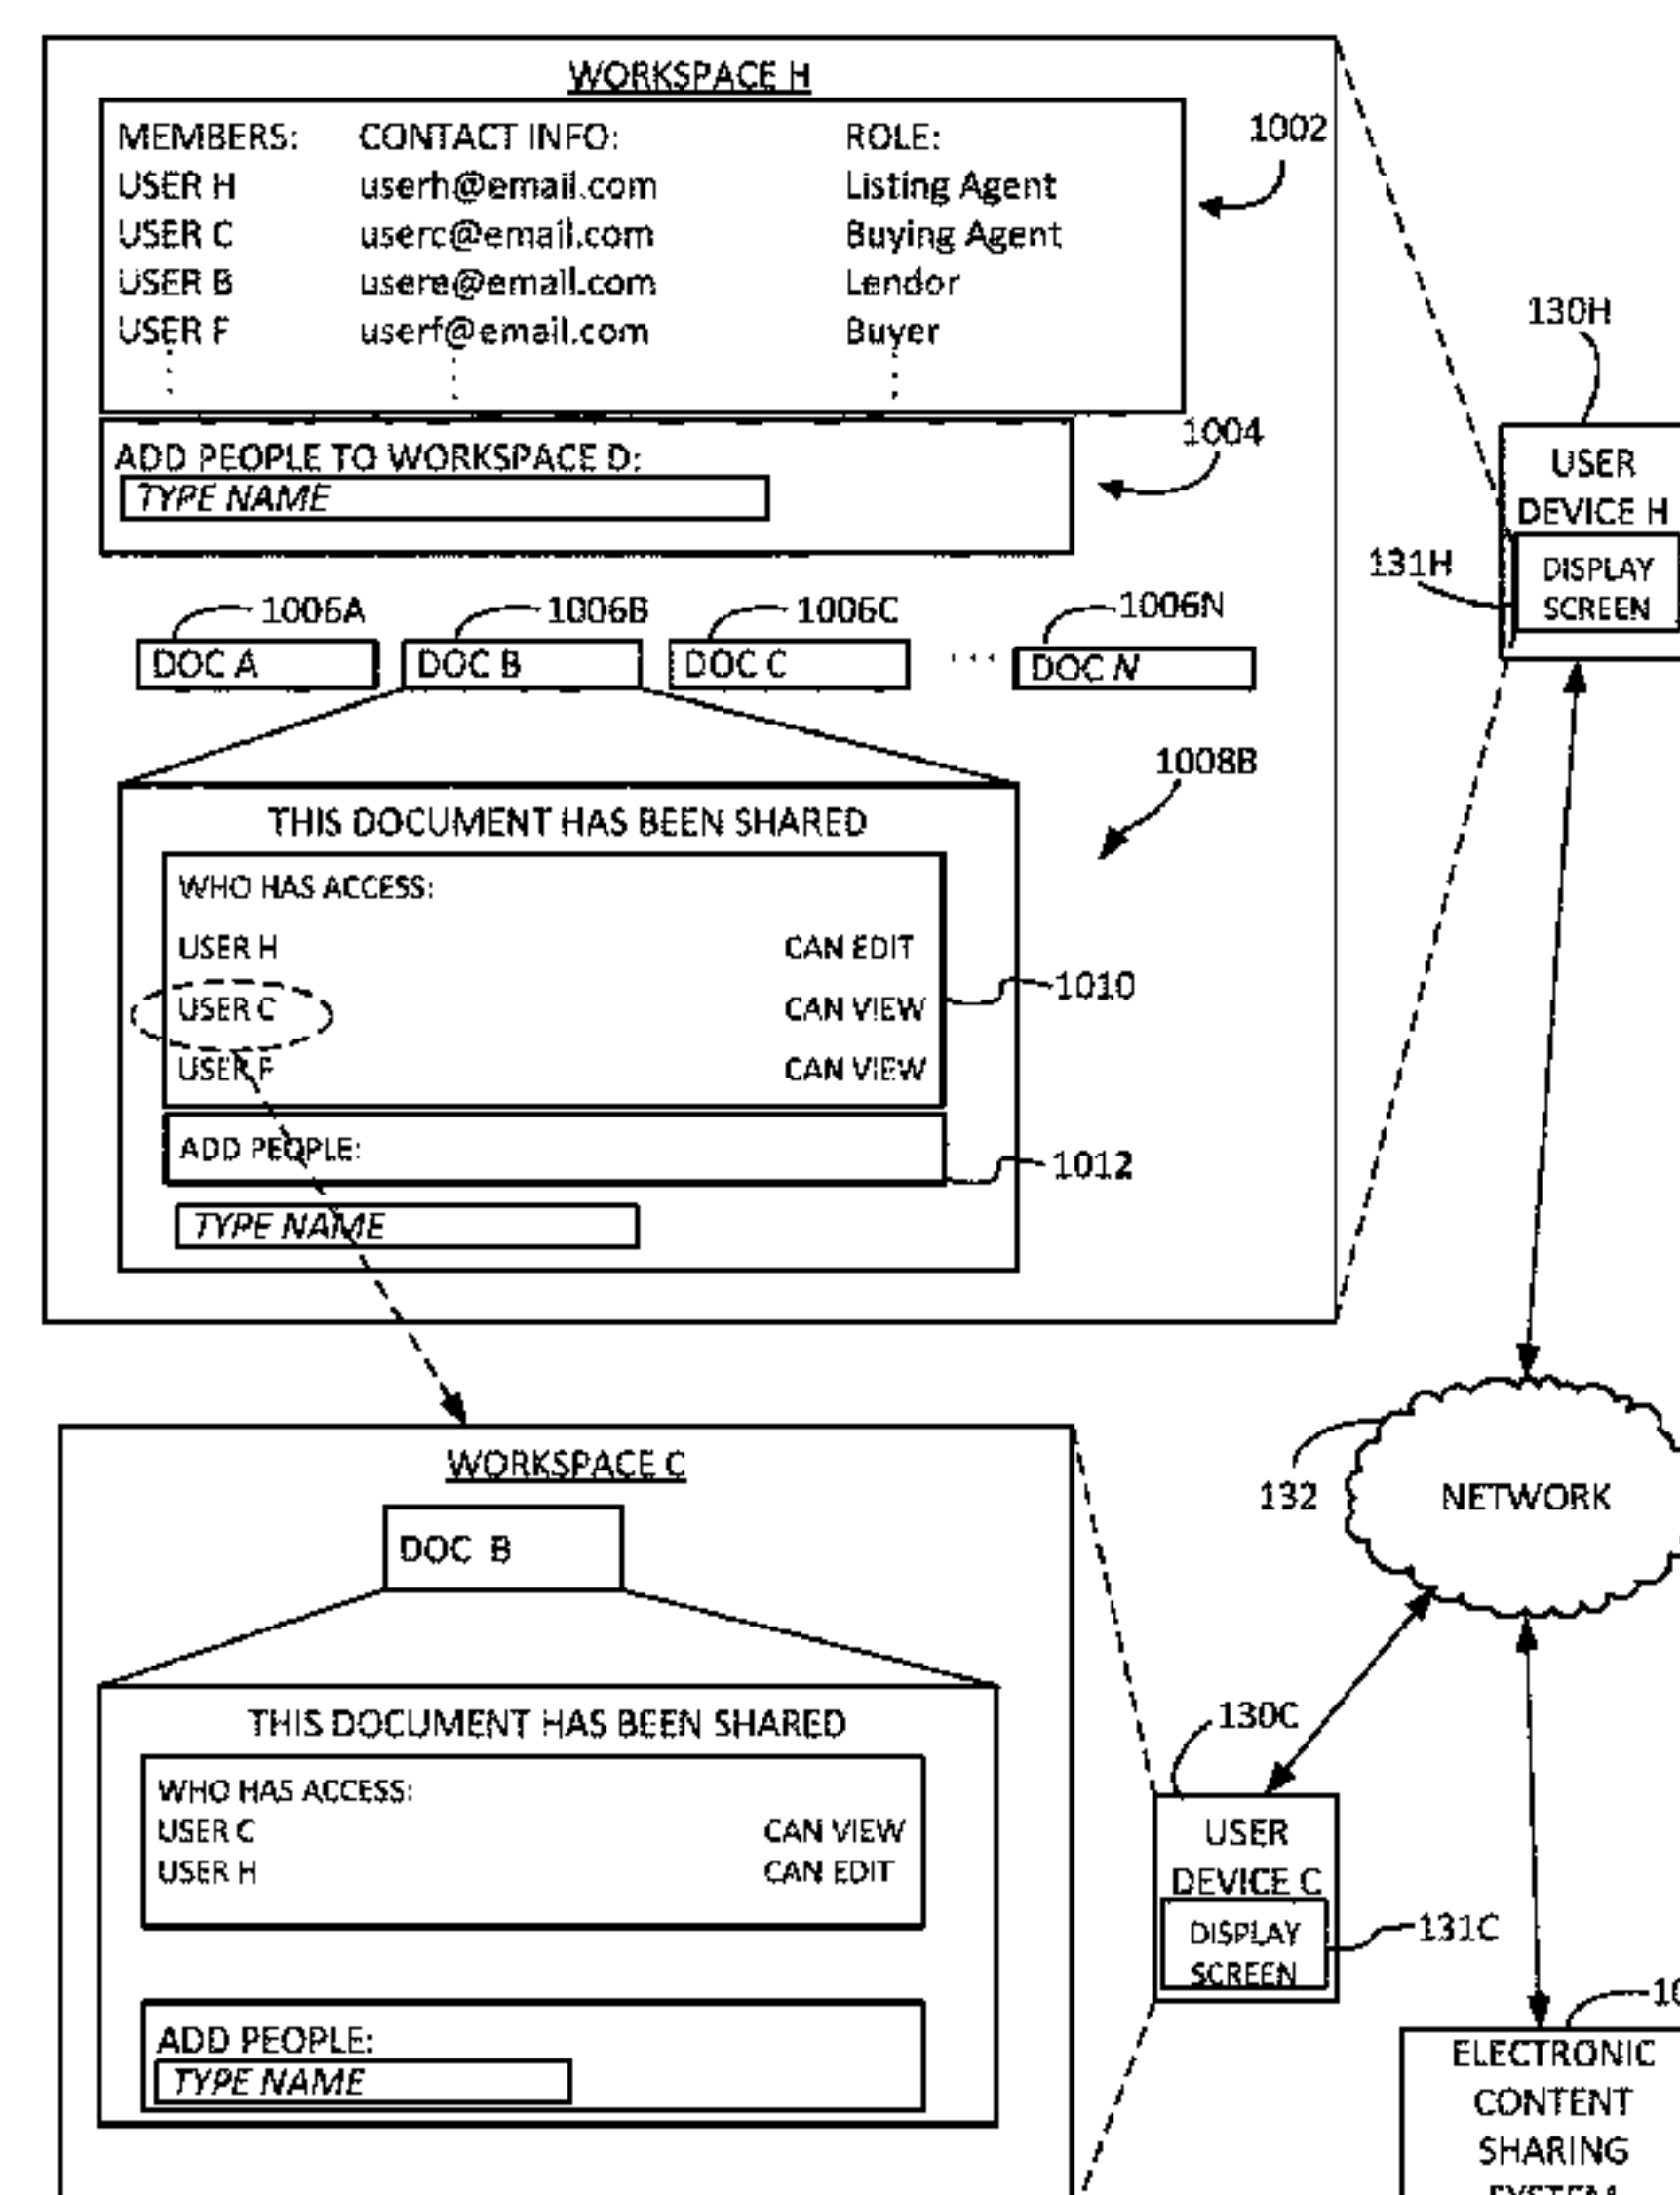 WORKSPACE H
MEMBERS: CONTACT INFO: ROLE:
USER H userh@email.com Listing Agent
USER C userc@email.com Buying Agent
USER B usere@email.com Lendor
USER F userf@email.com Buyer
1002
ADD PEOPLE TO WORKSPACE D:
TYPE NAME
1004
130H
USER
DEVICE H
131H
DISPLAY
SCREEN
1006A 1006B 1006C 1006N
DOC A DOC B DOC C ... DOC N
1008B
THIS DOCUMENT HAS BEEN SHARED
WHO HAS ACCESS:
USER H CAN EDIT
USER C CAN VIEW
USER F CAN VIEW
1010
ADD PEOPLE:
1012
TYPE NAME
132
NETWORK
WORKSPACE C
DOC B
THIS DOCUMENT HAS BEEN SHARED
WHO HAS ACCESS:
USER C CAN VIEW
USER H CAN EDIT
ADD PEOPLE:
TYPE NAME
130C
USER
DEVICE C
DISPLAY
SCREEN
131C
ELECTRONIC
CONTENT
SHARING
SYSTEM